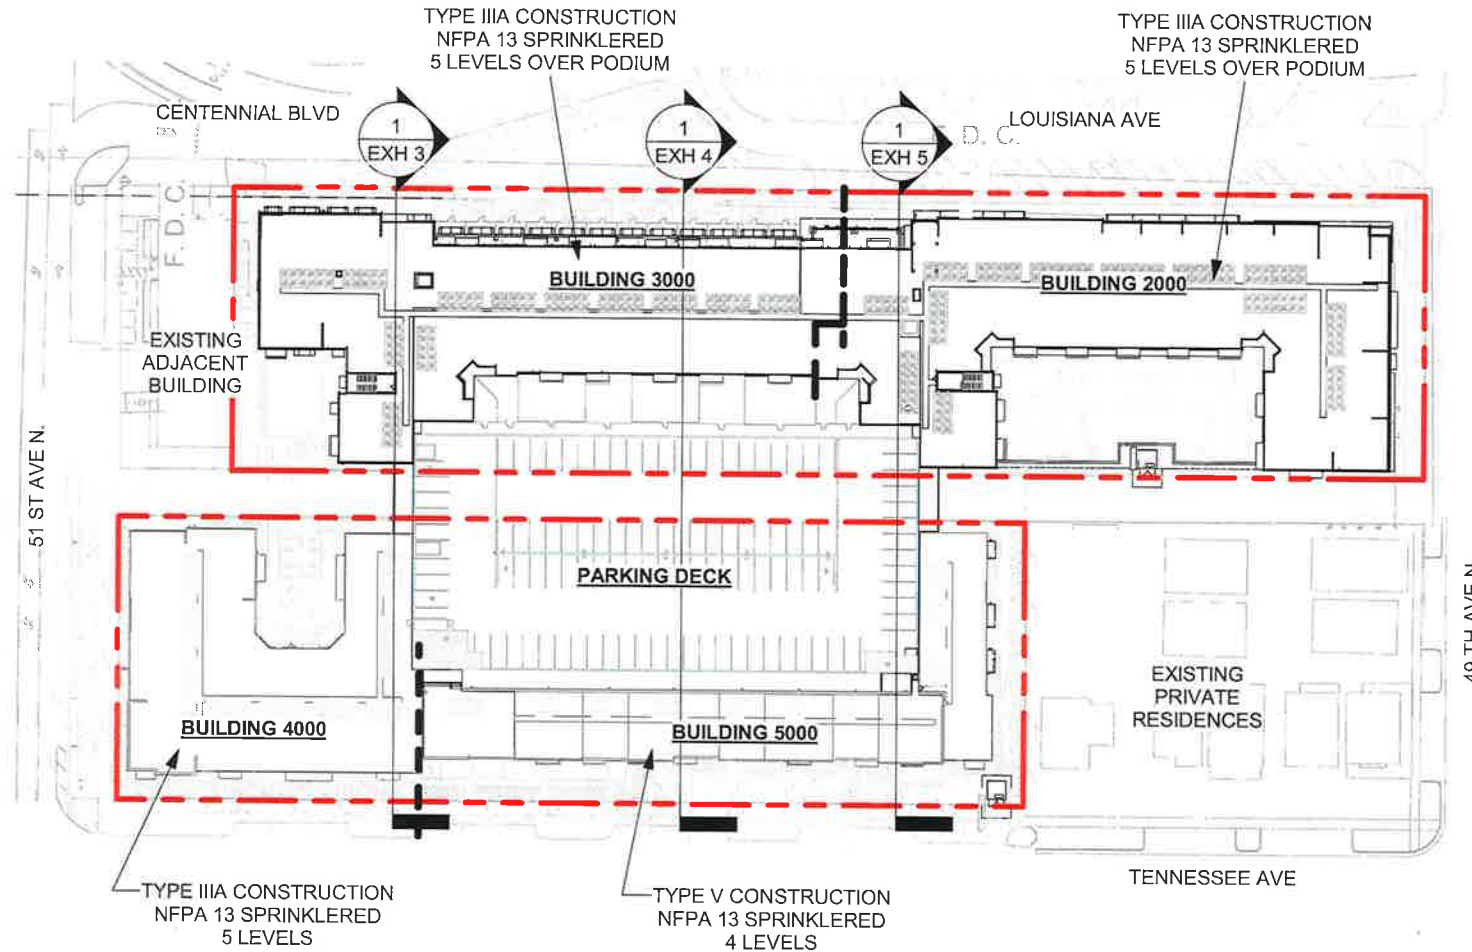 TYPE IIIA CONSTRUCTION
NFPA 13 SPRINKLERED
5 LEVELS OVER PODIUM
TYPE IIIA CONSTRUCTION
NFPA 13 SPRINKLERED
5 LEVELS OVER PODIUM
CENTENNIAL BLVD
1
EXH 3
1
EXH 4
1
EXH 5
LOUISIANA AVE
D. C.
F. D. C.
BUILDING 3000
BUILDING 2000
EXISTING
ADJACENT
BUILDING
51 ST AVE N.
PARKING DECK
49 TH AVE N
EXISTING
PRIVATE
RESIDENCES
BUILDING 4000
BUILDING 5000
TENNESSEE AVE
TYPE IIIA CONSTRUCTION
NFPA 13 SPRINKLERED
5 LEVELS
TYPE V CONSTRUCTION
NFPA 13 SPRINKLERED
4 LEVELS